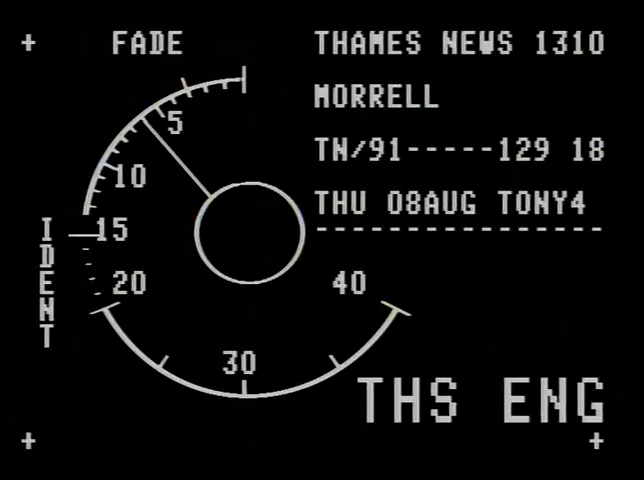 FADE
THAMES NEWS 1310
MORRELL
TN/91-----129 18
THU 08AUG TONY4
----------------
5
10
15
20
30
40
IDENT
THS ENG